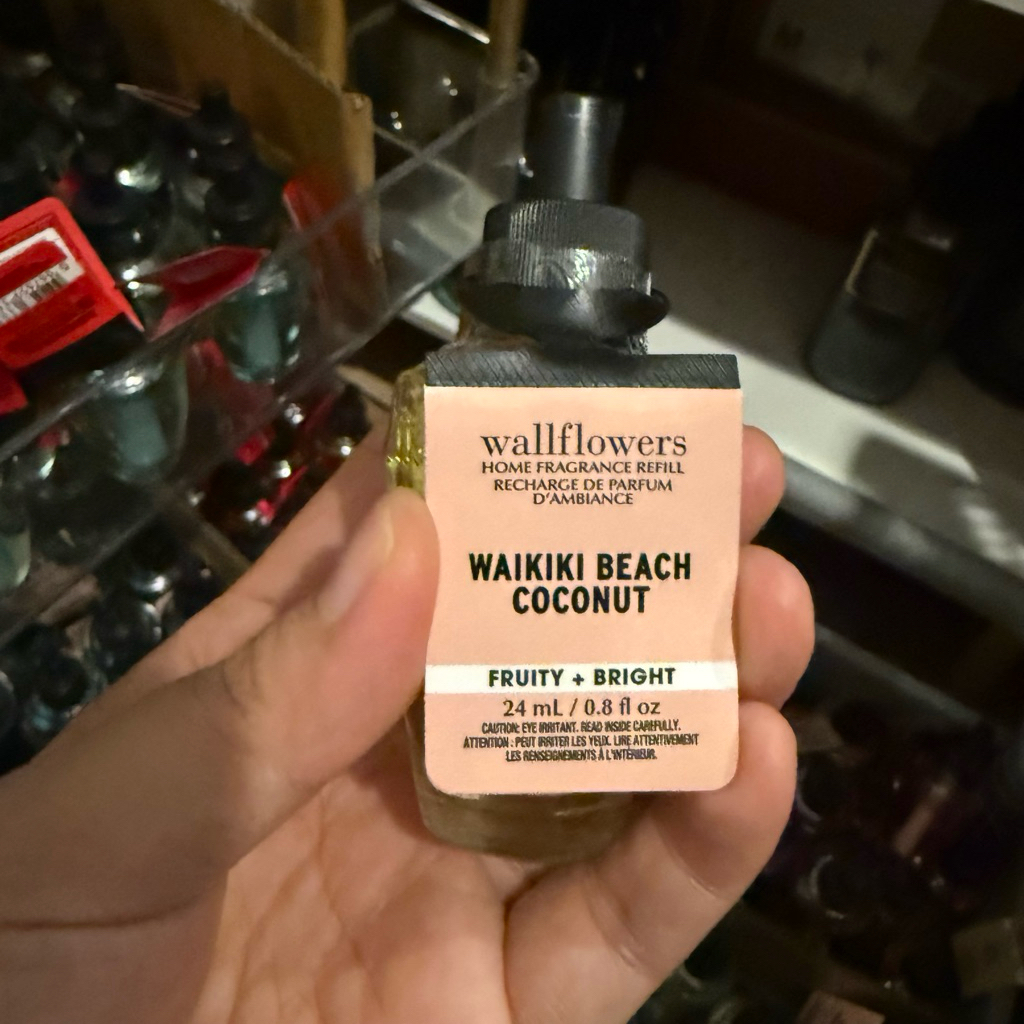 wallflowers
HOME FRAGRANCE REFILL
RECHARGE DE PARFUM
D'AMBIANCE
WAIKIKI BEACH
COCONUT
FRUITY + BRIGHT
24 mL / 0.8 fl oz
CAUTION: EYE IRRITANT. READ INSIDE CAREFULLY.
ATTENTION : PEUT IRRITER LES YEUX. LIRE ATTENTIVEMENT
LES RENSEIGNEMENTS À L'INTÉRIEUR.